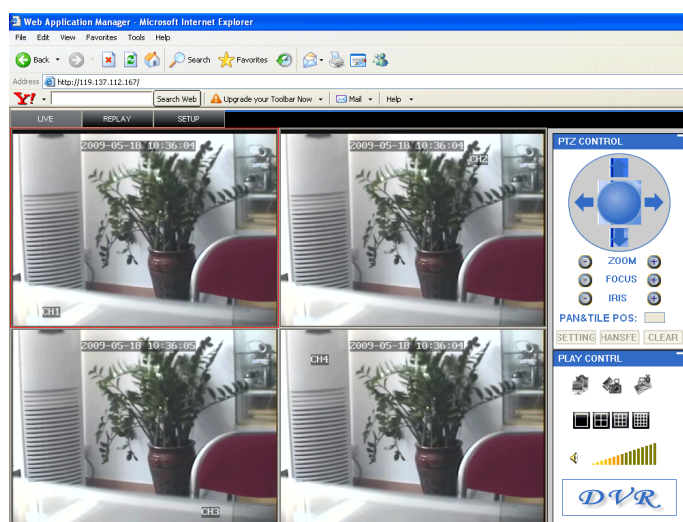 Web Application Manager - Microsoft Internet Explorer
File Edit View Favorites Tools Help
Back Search Favorites
Address http://119.137.112.167/
Y! Search Web Upgrade your Toolbar Now Mail Help
LIVE REPLAY SETUP
2009-05-18 10:36:04
CH1
2009-05-18 10:36:04
CH2
2009-05-18 10:36:05
CH3
2009-05-18 10:36:04
CH4
PTZ CONTROL
ZOOM
FOCUS
IRIS
PAN&TILE POS:
SETTING HANSFE CLEAR
PLAY CONTRL
DVR